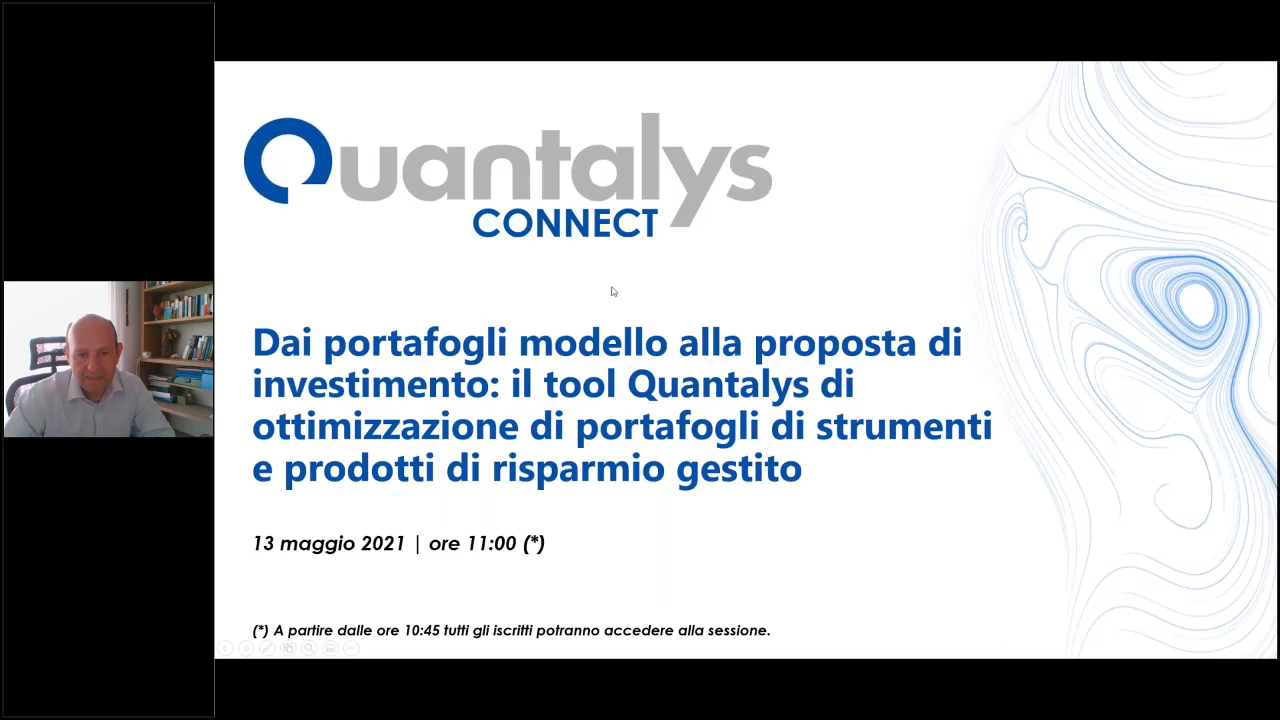 Quantalys
CONNECT
Dai portafogli modello alla proposta di
investimento: il tool Quantalys di
ottimizzazione di portafogli di strumenti
e prodotti di risparmio gestito
13 maggio 2021 | ore 11:00 (*)
(*) A partire dalle ore 10:45 tutti gli iscritti potranno accedere alla sessione.